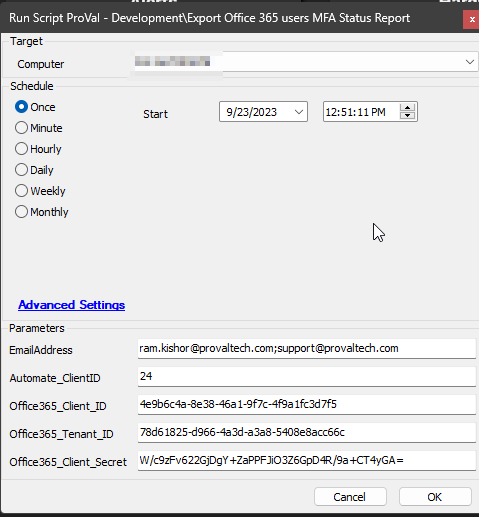 Run Script ProVal - Development\Export Office 365 users MFA Status Report
x
Target
Computer
Schedule
Once
Start
9/23/2023
12:51:11 PM
Minute
Hourly
Daily
Weekly
Monthly
Advanced Settings
Parameters
EmailAddress
ram.kishor@provaltech.com;support@provaltech.com
Automate_ClientID
24
Office365_Client_ID
4e9b6c4a-8e38-46a1-9f7c-4f9a1fc3d7f5
Office365_Tenant_ID
78d61825-d966-4a3d-a3a8-5408e8acc66c
Office365_Client_Secret
W/c9zFv622GjDgY+ZaPPFJiO3Z6GpD4R/9a+CT4yGA=
Cancel
OK